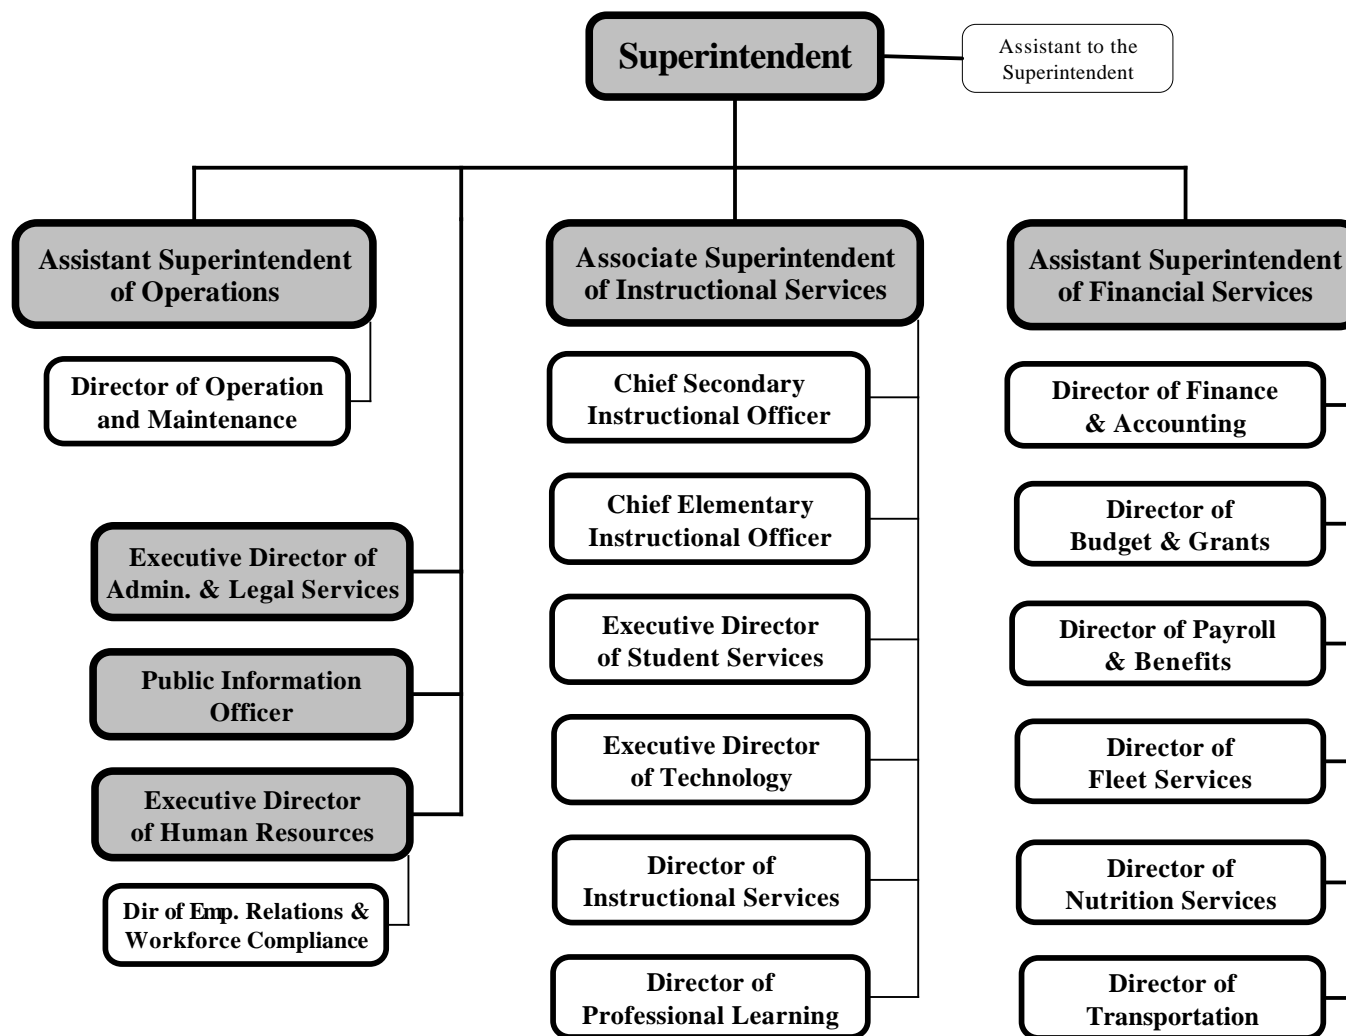 Superintendent
Assistant to the
Superintendent
Assistant Superintendent
of Operations
Director of Operation
and Maintenance
Executive Director of
Admin. & Legal Services
Public Information
Officer
Executive Director
of Human Resources
Dir of Emp. Relations &
Workforce Compliance
Associate Superintendent
of Instructional Services
Chief Secondary
Instructional Officer
Chief Elementary
Instructional Officer
Executive Director
of Student Services
Executive Director
of Technology
Director of
Instructional Services
Director of
Professional Learning
Assistant Superintendent
of Financial Services
Director of Finance
& Accounting
Director of
Budget & Grants
Director of Payroll
& Benefits
Director of
Fleet Services
Director of
Nutrition Services
Director of
Transportation